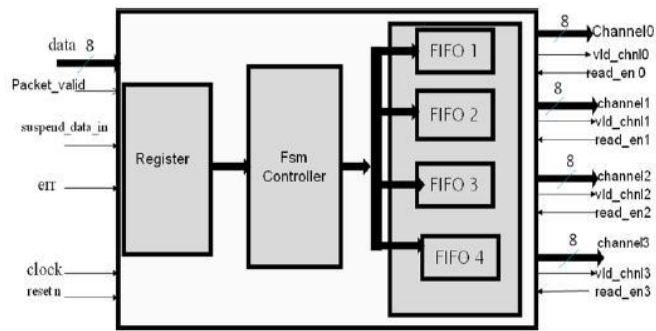 data
8
Packet_valid
suspend_data_in
err
clock
resetn
Register
Fsm
Controller
FIFO 1
FIFO 2
FIFO 3
FIFO 4
8
Channel0
vld_chnl0
read_en 0
8
channel1
vld_chnl1
read_en1
8
channel2
vld_chnl2
read_en2
8
channel3
vld_chnl3
read_en3